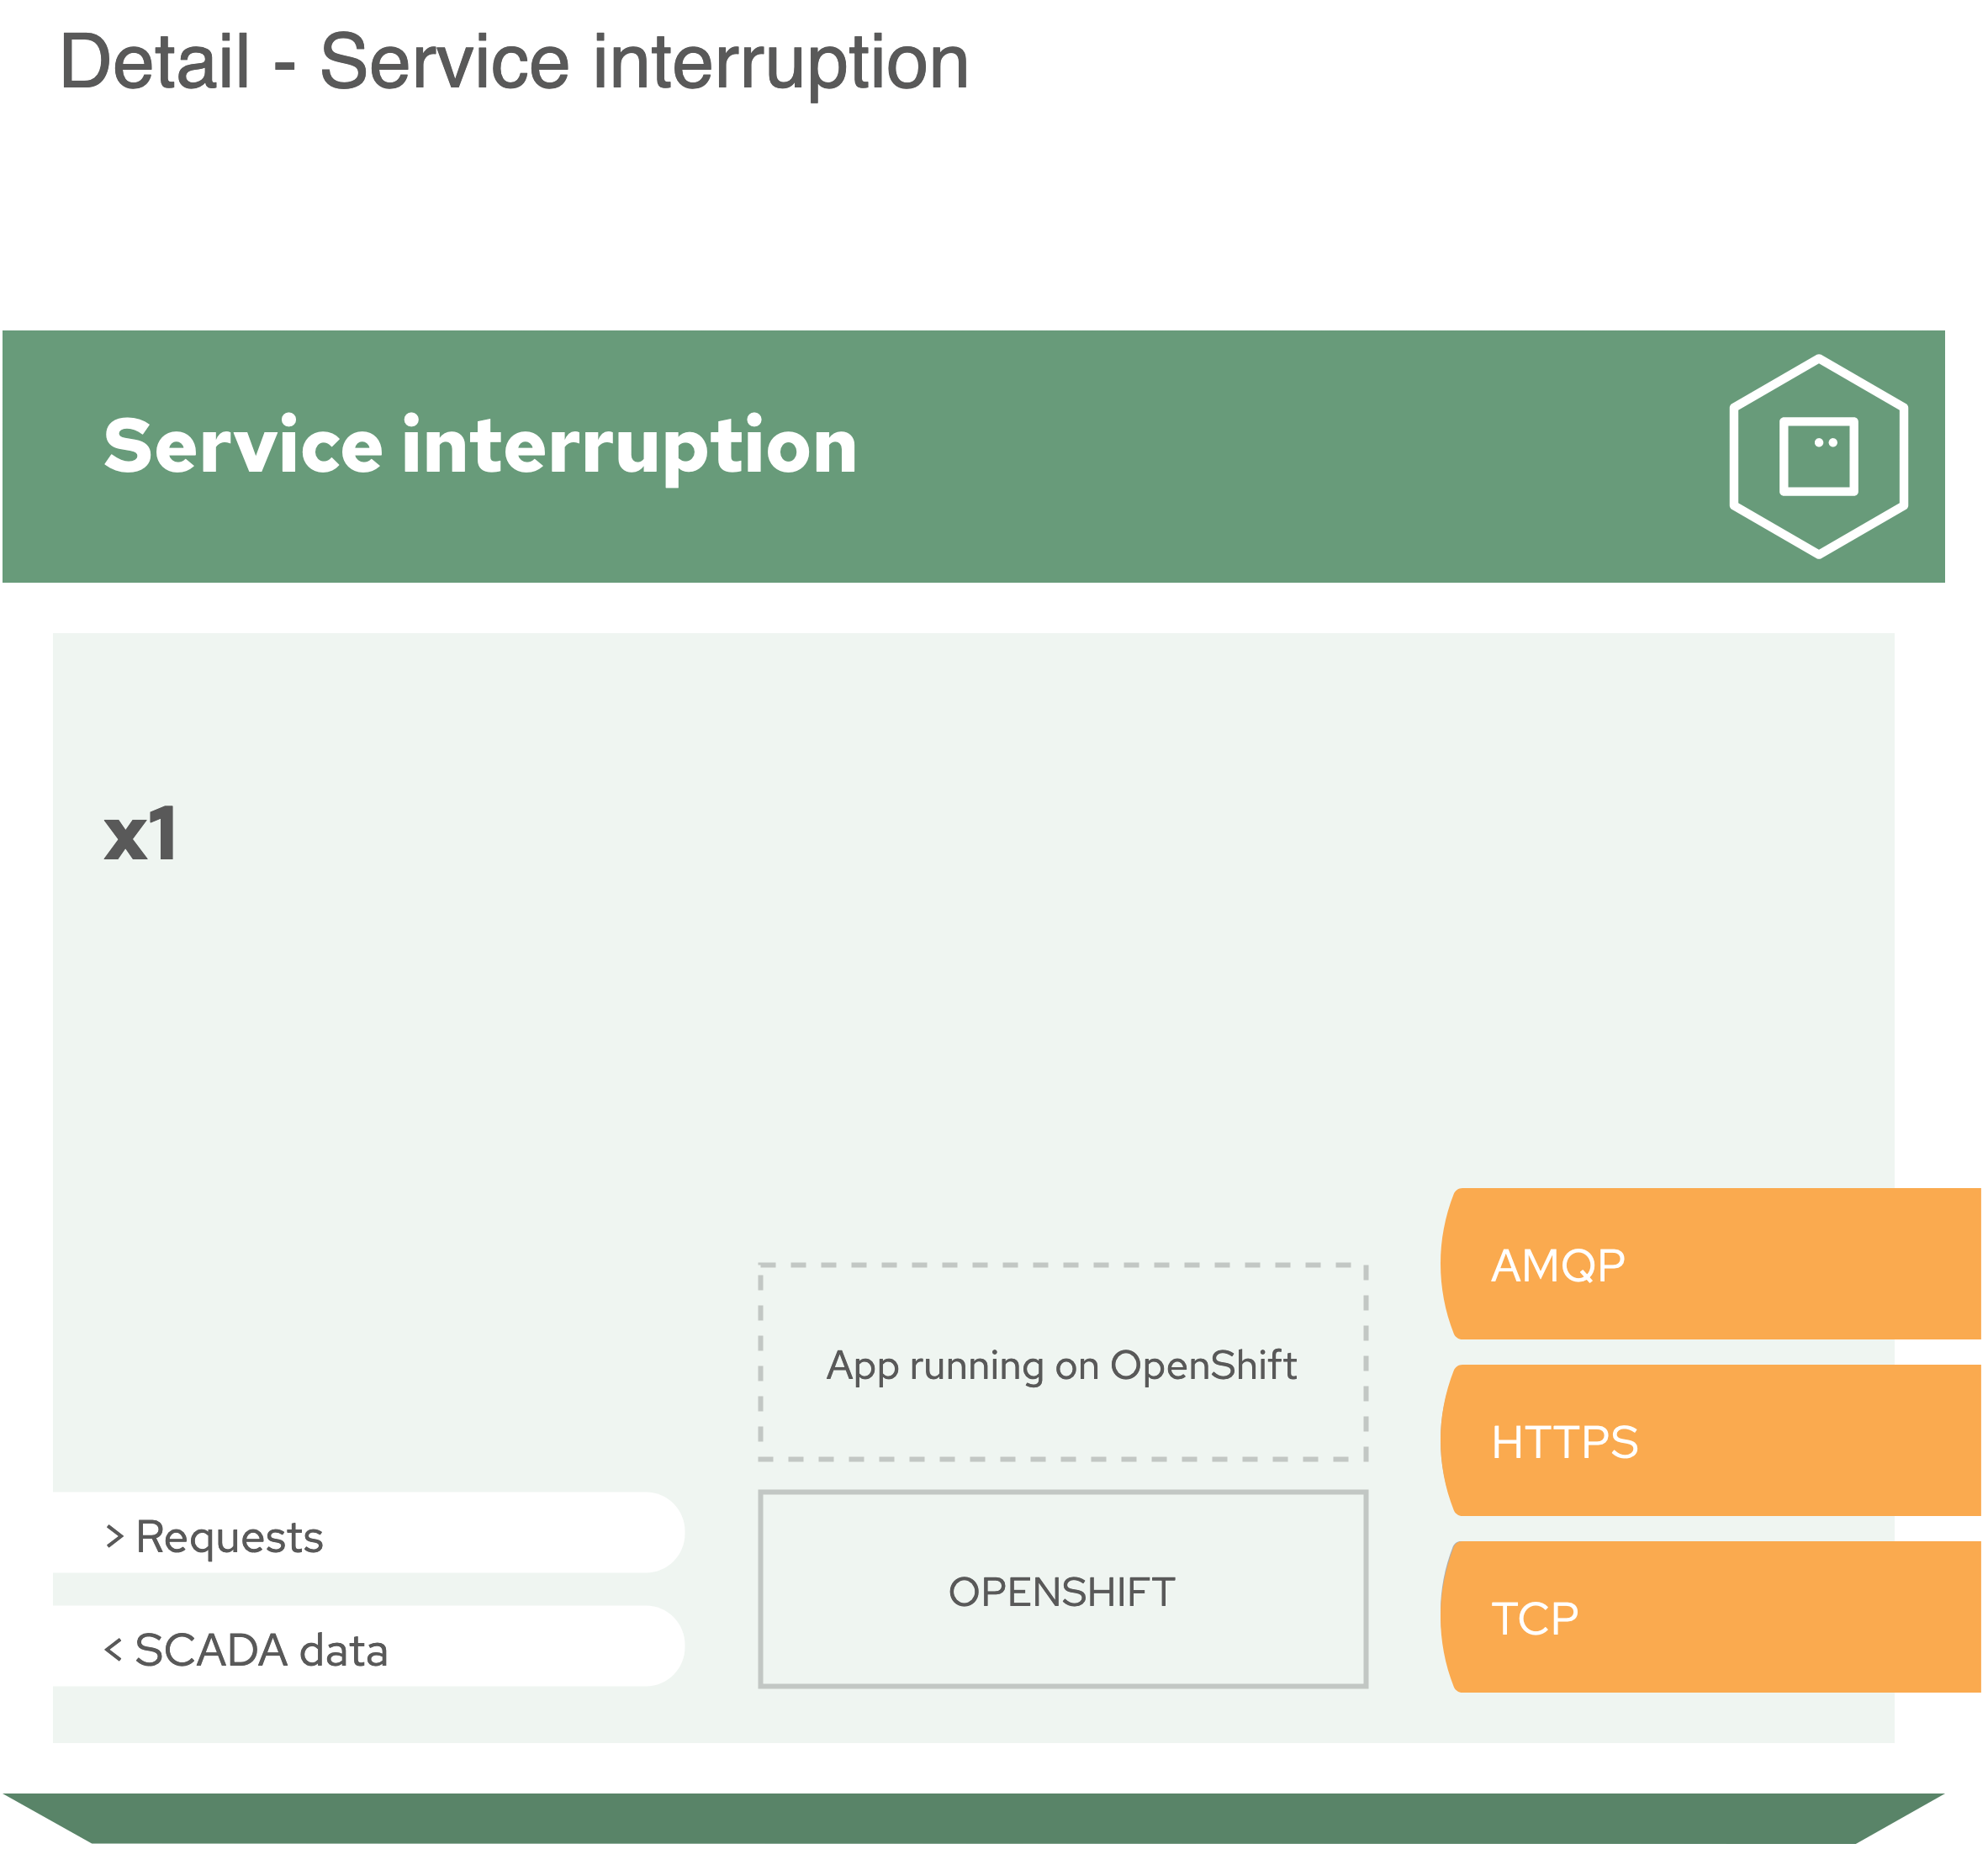 Detail - Service interruption
Service interruption
x1
AMQP
App running on OpenShift
HTTPS
> Requests
OPENSHIFT
TCP
< SCADA data